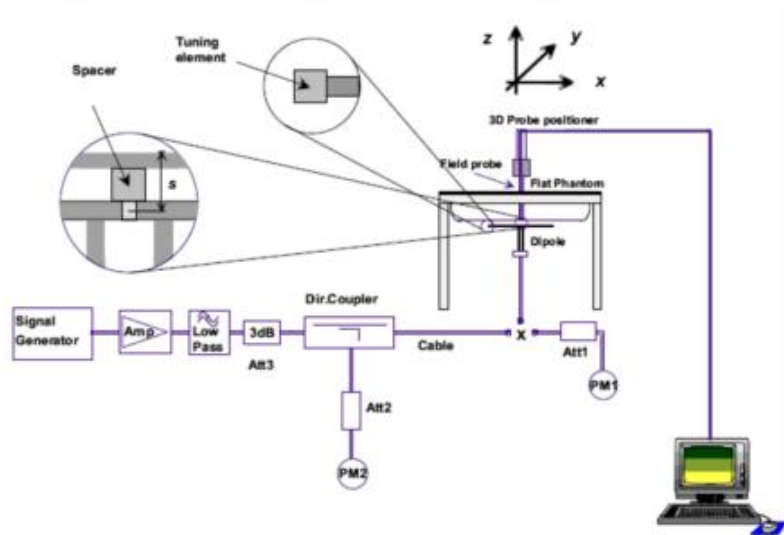 Tuning
element
z
y
x
Spacer
3D Probe positioner
Field probe
s
Flat Phantom
Dipole
Dir.Coupler
Signal
Generator
Amp
Low
Pass
3dB
Att3
Cable
x
Att1
PM1
Att2
PM2